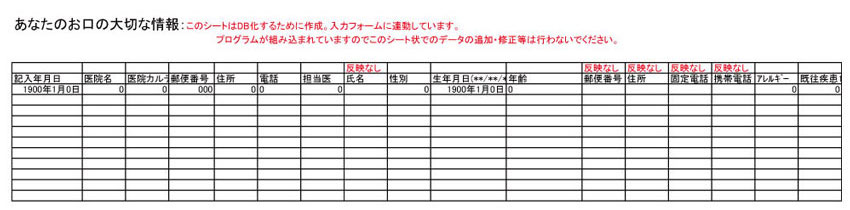 あなたのお口の大切な情報：このシートはDB化するために作成。入力フォームに連動しています。
プログラムが組み込まれていますのでこのシート状でのデータの追加・修正等は行わないでください。
反映なし 反映なし 反映なし 反映なし 反映なし
記入年月日 医院名 医院カルテ 郵便番号 住所 電話 担当医 氏名 性別 生年月日(**/**/* 年齢 郵便番号 住所 固定電話 携帯電話 アレルギー 既往疾患1
1900年1月0日 0 0 000 0 0 0 0 1900年1月0日 0 0 0